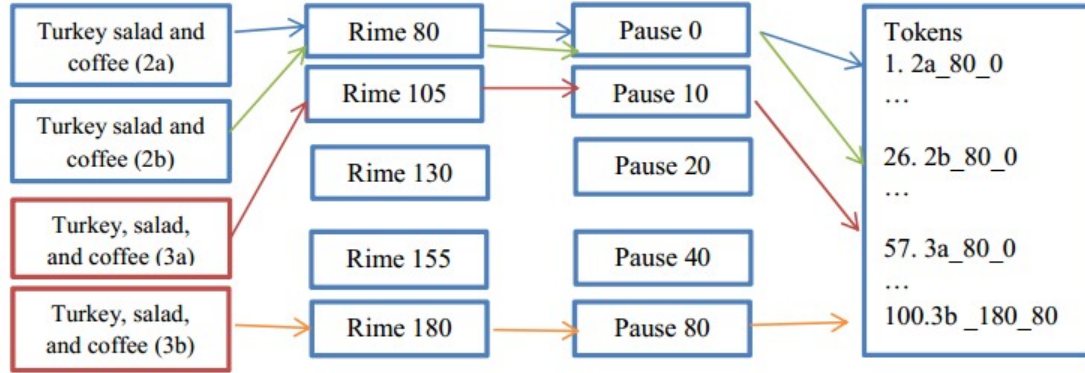 Turkey salad and
coffee (2a)
Turkey salad and
coffee (2b)
Turkey, salad,
and coffee (3a)
Turkey, salad,
and coffee (3b)
Rime 80
Rime 105
Rime 130
Rime 155
Rime 180
Pause 0
Pause 10
Pause 20
Pause 40
Pause 80
Tokens
1. 2a_80_0
…
26. 2b_80_0
…
57. 3a_80_0
…
100.3b _180_80